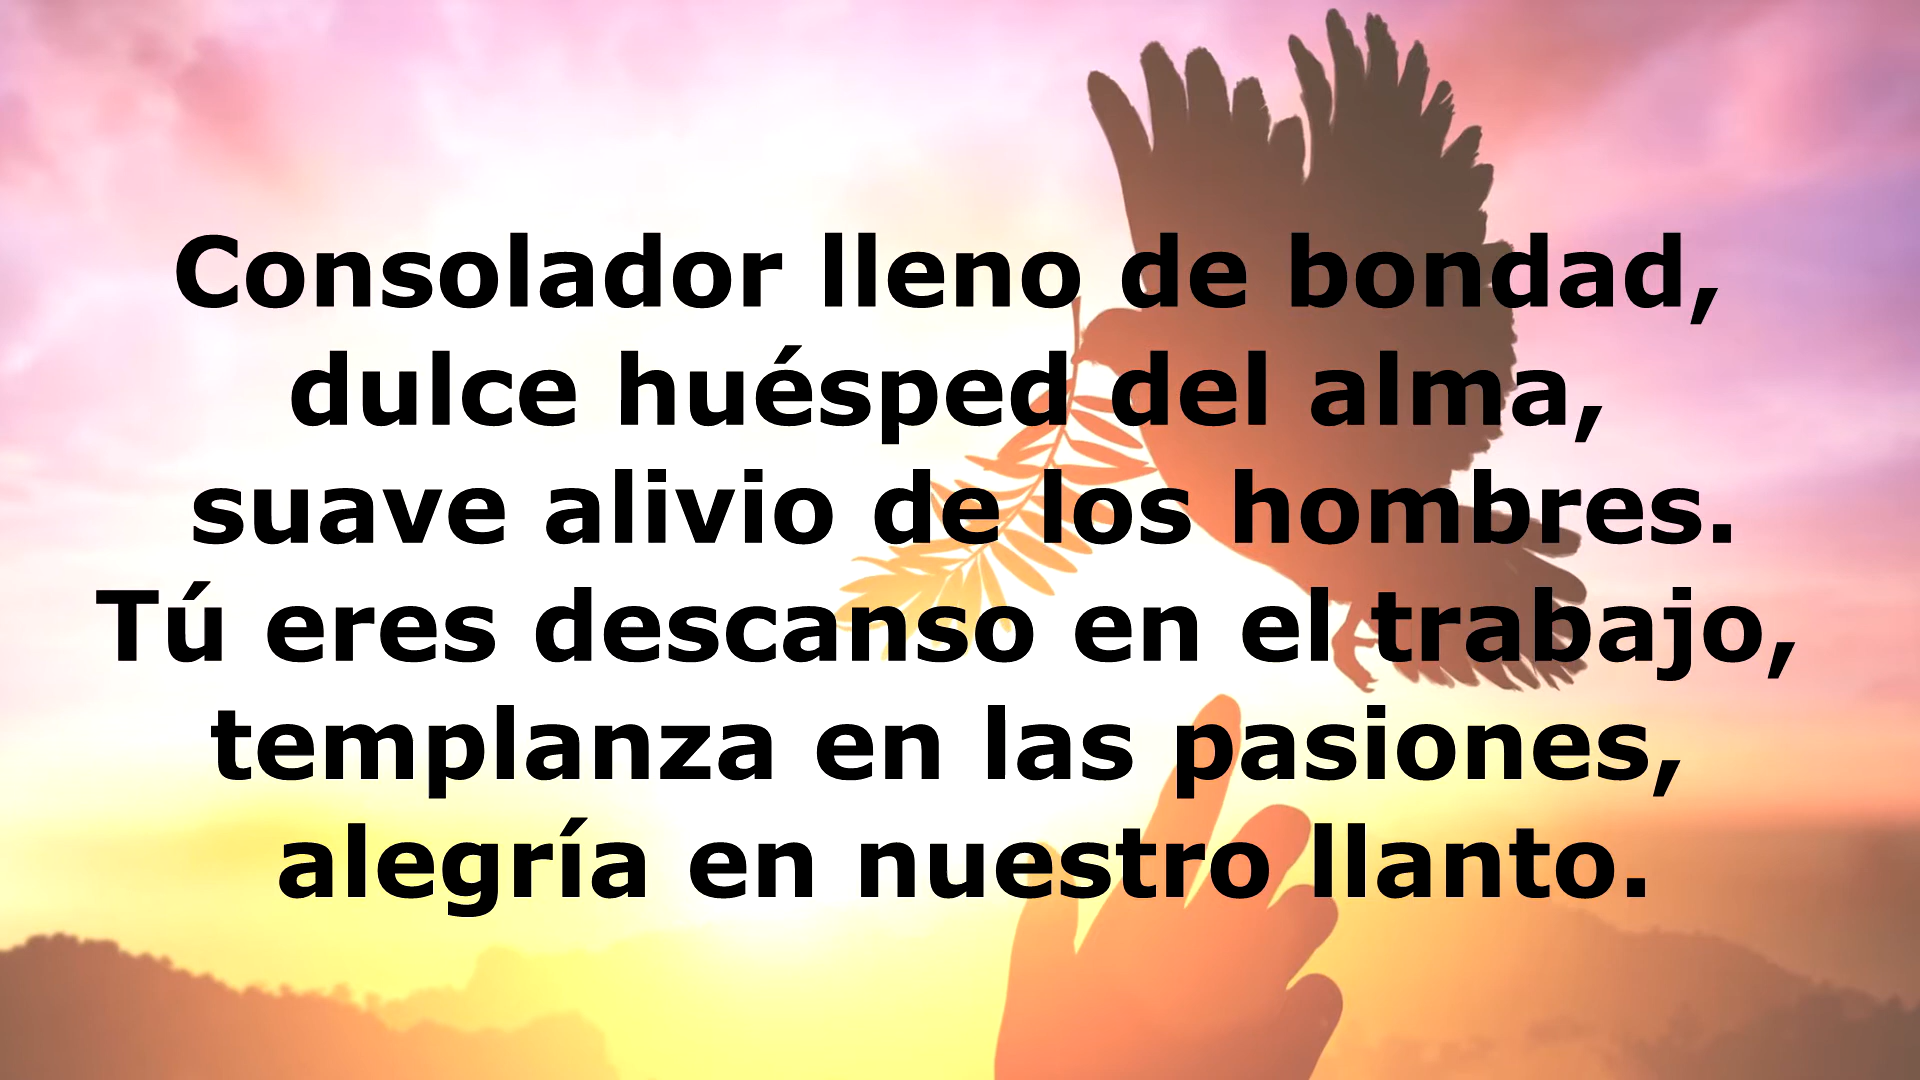 Consolador lleno de bondad,
dulce huésped del alma,
suave alivio de los hombres.
Tú eres descanso en el trabajo,
templanza en las pasiones,
alegría en nuestro llanto.